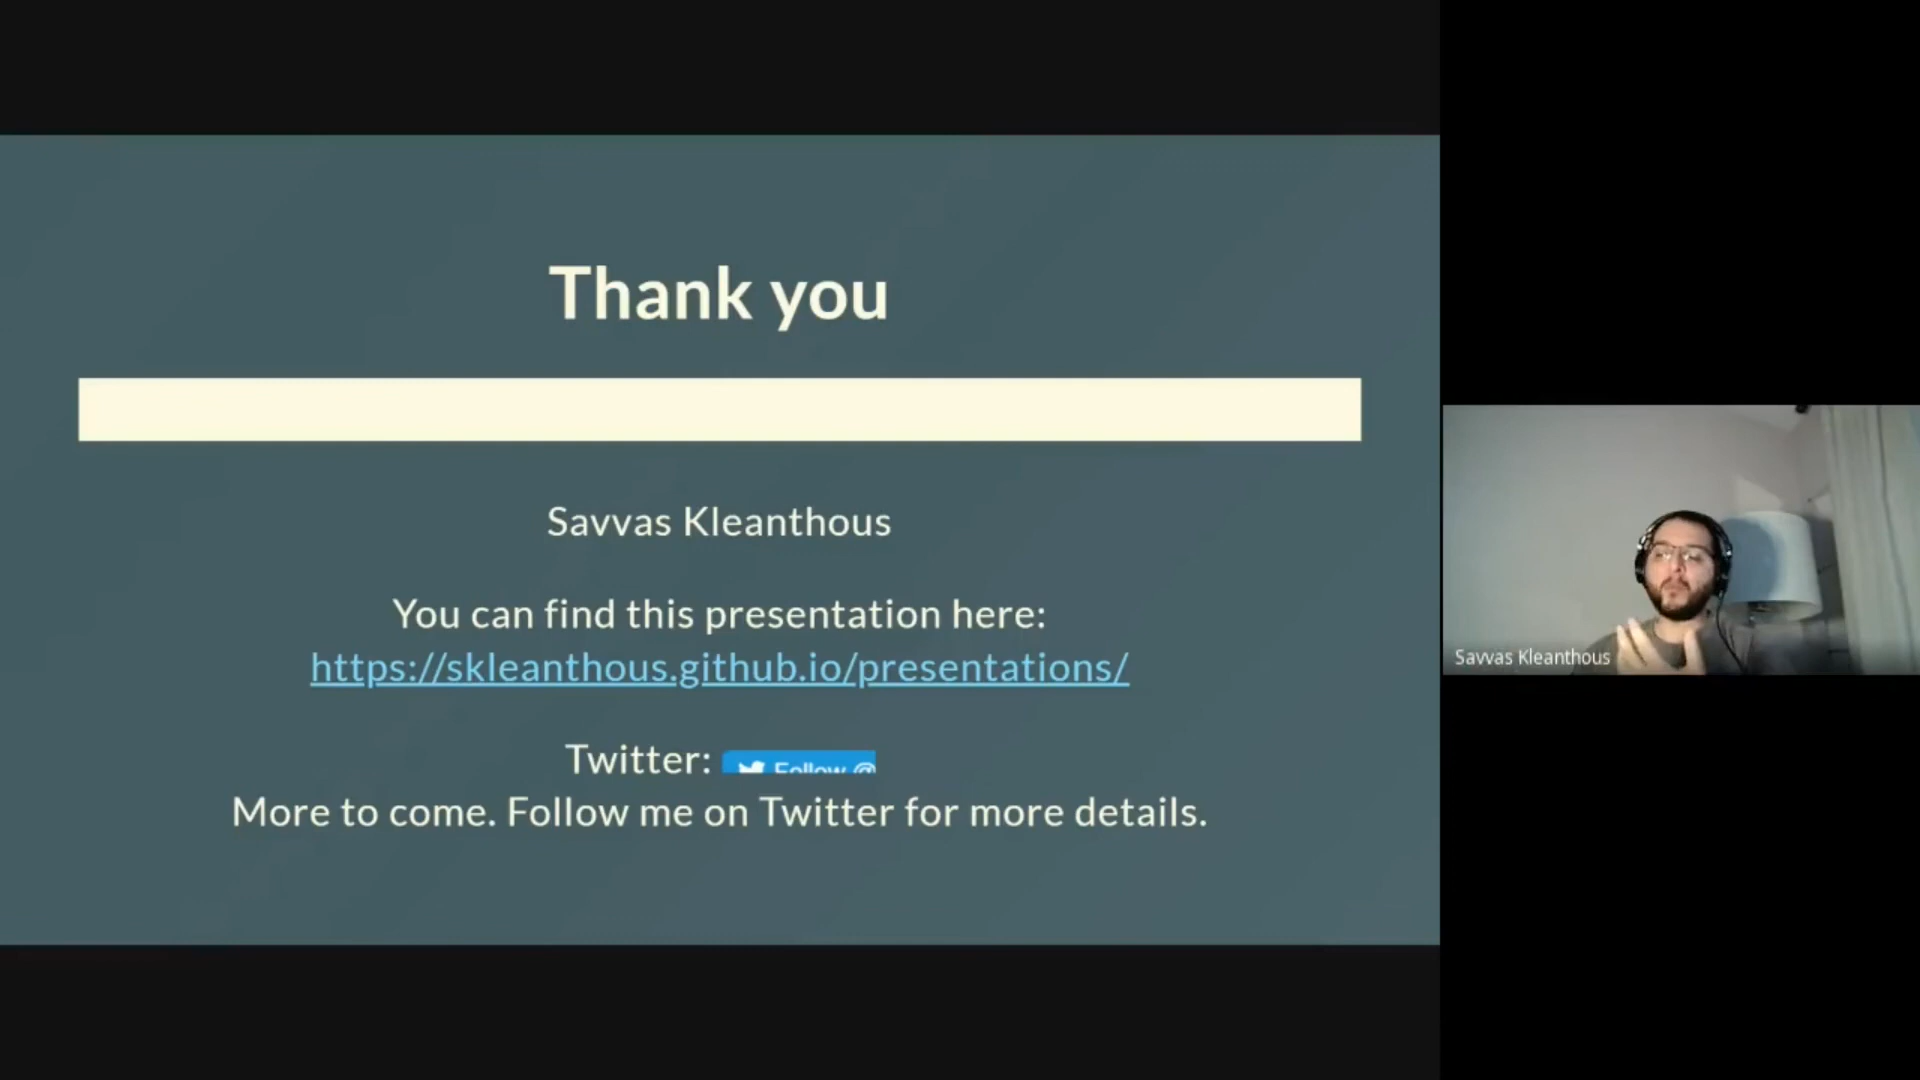 Thank you
Savvas Kleanthous
You can find this presentation here:
https://skleanthous.github.io/presentations/
Twitter: Follow @
More to come. Follow me on Twitter for more details.
Savvas Kleanthous